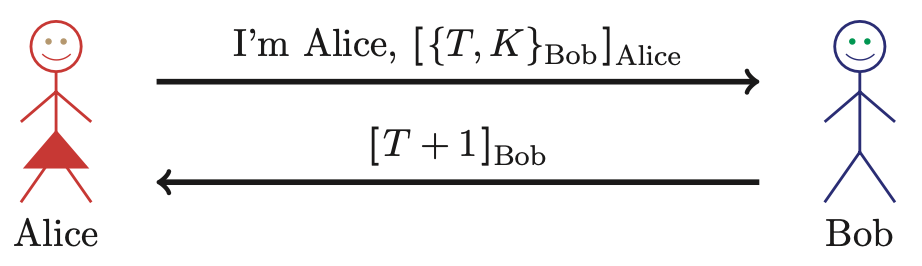 I'm Alice, [{T, K}Bob]Alice
[T + 1]Bob
Alice
Bob